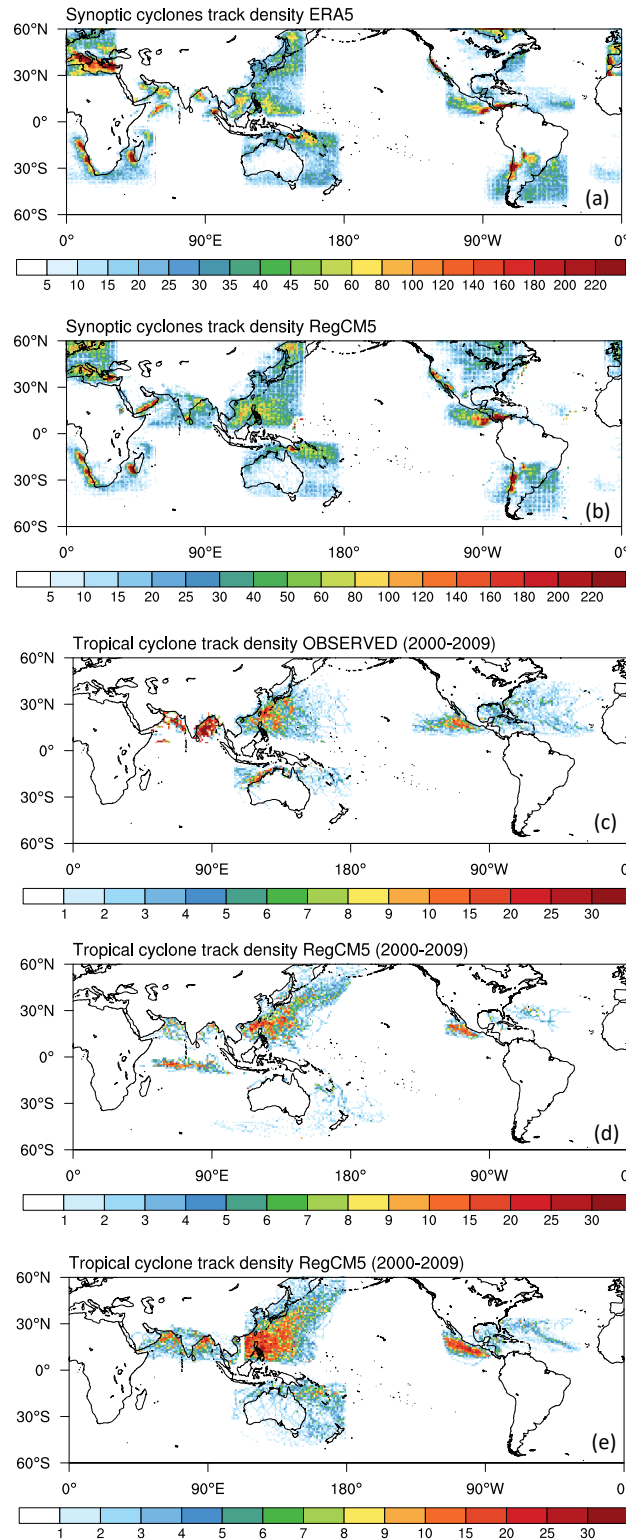 Synoptic cyclones track density ERA5
60°N
30°N
0°
30°S
60°S
(a)
0° 90°E 180° 90°W 0°
5 10 15 20 25 30 35 40 45 50 60 80 100 120 140 160 180 200 220
Synoptic cyclones track density RegCM5
60°N
30°N
0°
30°S
60°S
(b)
0° 90°E 180° 90°W 0°
5 10 15 20 25 30 40 50 60 80 100 120 140 160 180 200 220
Tropical cyclone track density OBSERVED (2000-2009)
60°N
30°N
0°
30°S
60°S
(c)
0° 90°E 180° 90°W 0
1 2 3 4 5 6 7 8 9 10 15 20 25 30
Tropical cyclone track density RegCM5 (2000-2009)
60°N
30°N
0°
30°S
60°S
(d)
0° 90°E 180° 90°W 0
1 2 3 4 5 6 7 8 9 10 15 20 25 30
Tropical cyclone track density RegCM5 (2000-2009)
60°N
30°N
0°
30°S
60°S
(e)
0° 90°E 180° 90°W 0
1 2 3 4 5 6 7 8 9 10 15 20 25 30